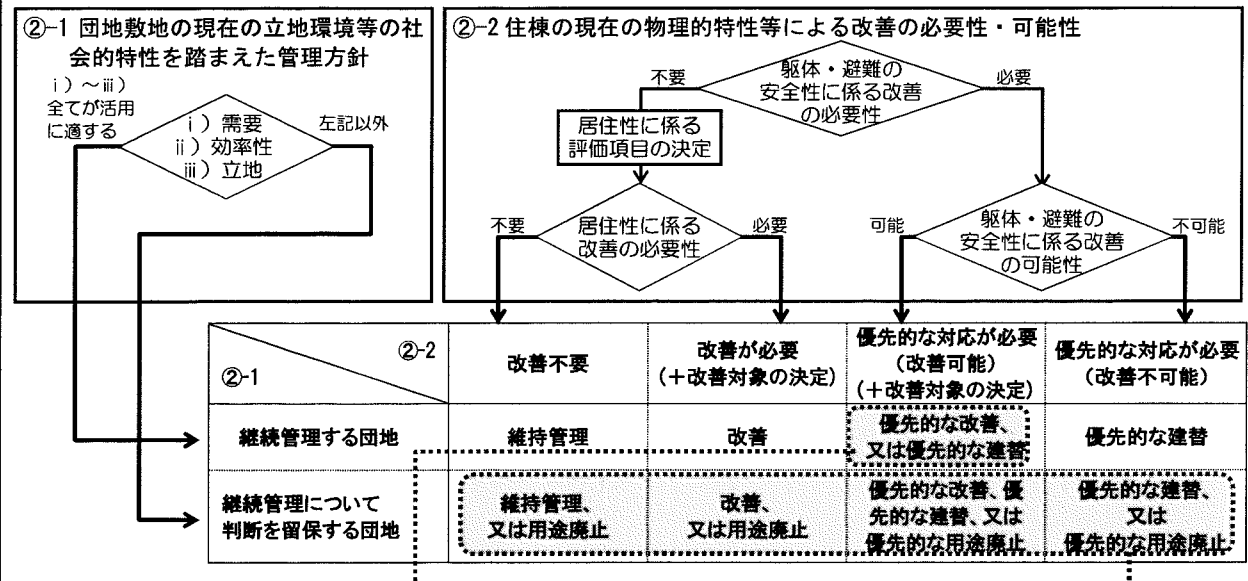 ②-1 団地敷地の現在の立地環境等の社
会的特性を踏まえた管理方針
ⅰ）～ⅲ）
全てが活用
に適する
ⅰ）需要
ⅱ）効率性
ⅲ）立地
左記以外
②-2 住棟の現在の物理的特性等による改善の必要性・可能性
不要
躯体・避難の
安全性に係る改善
の必要性
必要
居住性に係る
評価項目の決定
不要
居住性に係る
改善の必要性
必要
可能
躯体・避難の
安全性に係る改善
の可能性
不可能
②-2
②-1
改善不要
改善が必要
（＋改善対象の決定）
優先的な対応が必要
（改善可能）
（＋改善対象の決定）
優先的な対応が必要
（改善不可能）
継続管理する団地
維持管理
改善
優先的な改善、
又は優先的な建替
優先的な建替
継続管理について
判断を留保する団地
維持管理、
又は用途廃止
改善、
又は用途廃止
優先的な改善、優
先的な建替、又は
優先的な用途廃止
優先的な建替、
又は
優先的な用途廃止